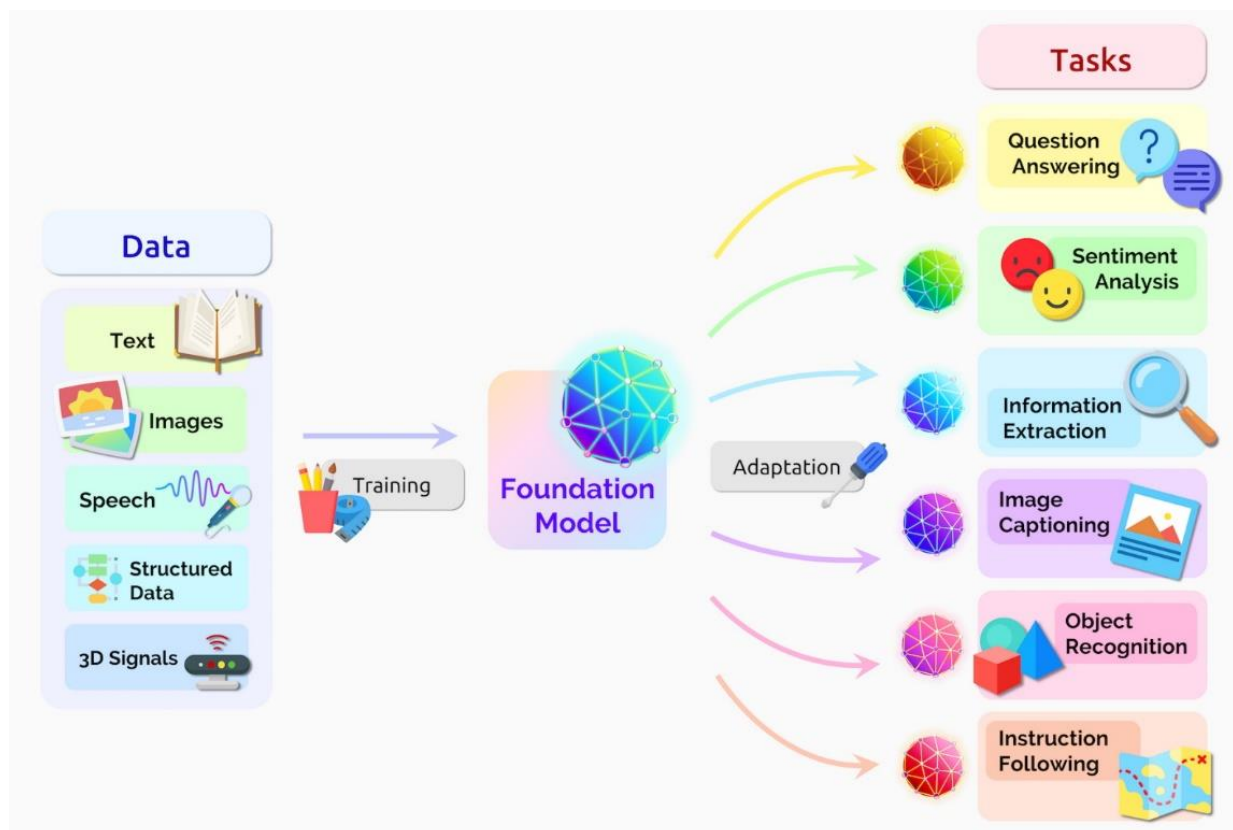 Data
Text
Images
Speech
Structured
Data
3D Signals
Training
Foundation
Model
Adaptation
Tasks
Question
Answering
?
Sentiment
Analysis
Information
Extraction
Image
Captioning
Object
Recognition
Instruction
Following